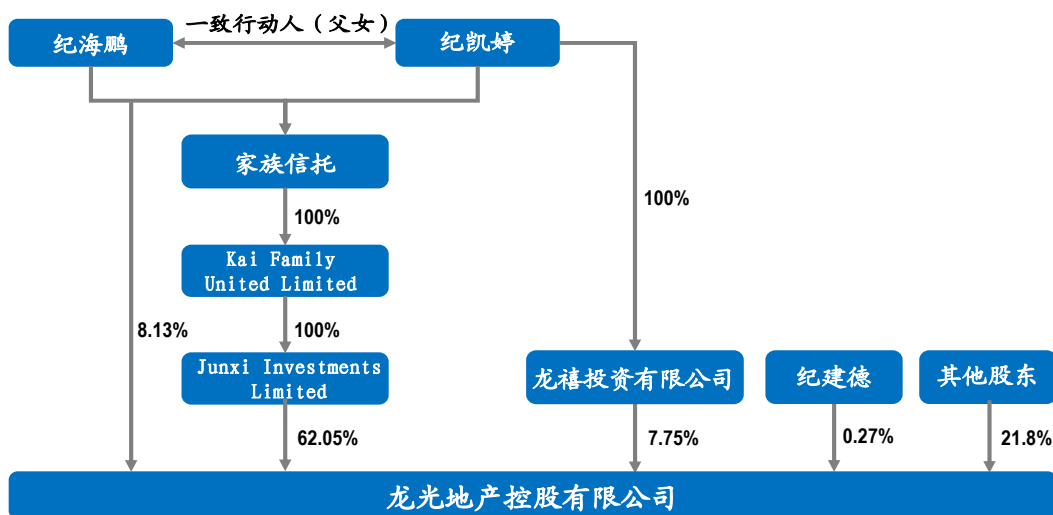 一致行动人（父女）
纪海鹏
纪凯婷
家族信托
100%
100%
Kai Family
United Limited
8.13%
100%
Junxi Investments
Limited
龙禧投资有限公司
纪建德
其他股东
62.05%
7.75%
0.27%
21.8%
龙光地产控股有限公司